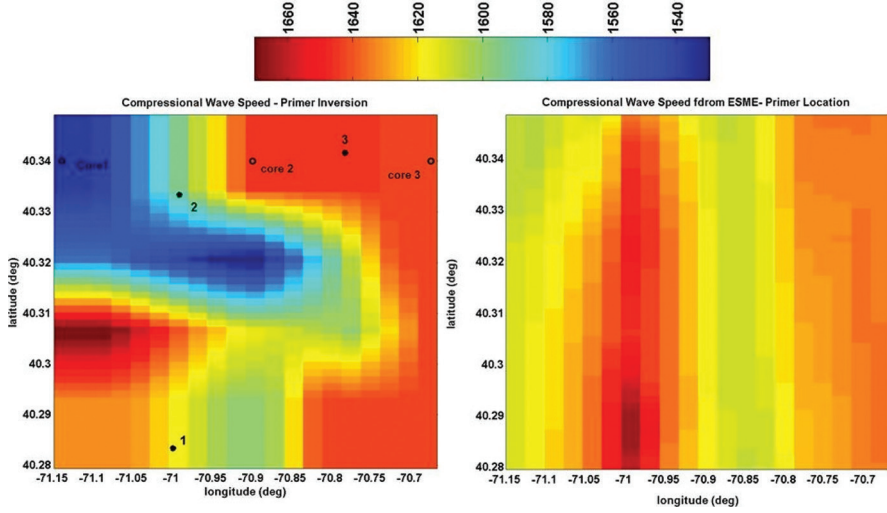 1660 1640 1620 1600 1580 1560 1540
Compressional Wave Speed - Primer Inversion
latitude (deg)
40.34
40.33
40.32
40.31
40.3
40.29
40.28
Core1
core 2
3
core 3
2
1
-71.15 -71.1 -71.05 -71 -70.95 -70.9 -70.85 -70.8 -70.75 -70.7
longitude (deg)
Compressional Wave Speed fdrom ESME- Primer Location
latitude (deg)
40.34
40.33
40.32
40.31
40.3
40.29
40.28
-71.15 -71.1 -71.05 -71 -70.95 -70.9 -70.85 -70.8 -70.75 -70.7
longitude (deg)